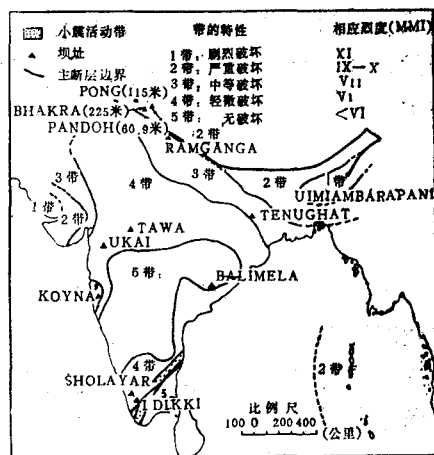 小震活动带 带的特性 相应烈度(MMI)
坝址 1带:剧烈破坏 XI
主断层边界 2带:严重破坏 IX—X
3带:中等破坏 VII
4带:轻微破坏 VI
5带: 无破坏 <VI
PONG(115米)
BHAKRA(225米)
PANDOH(60.9米)
2带
RAMGANGA
3带
4带
3带
2带
带
1带
2带
UIMIAMBARAPANI
TENUGHAT
TAWA
UKAI
5带
BALIMELA
KOYNA
4带
2带
SHOLAYAR
5
IDIKKI
比例尺
100 0 200 400 (公里)